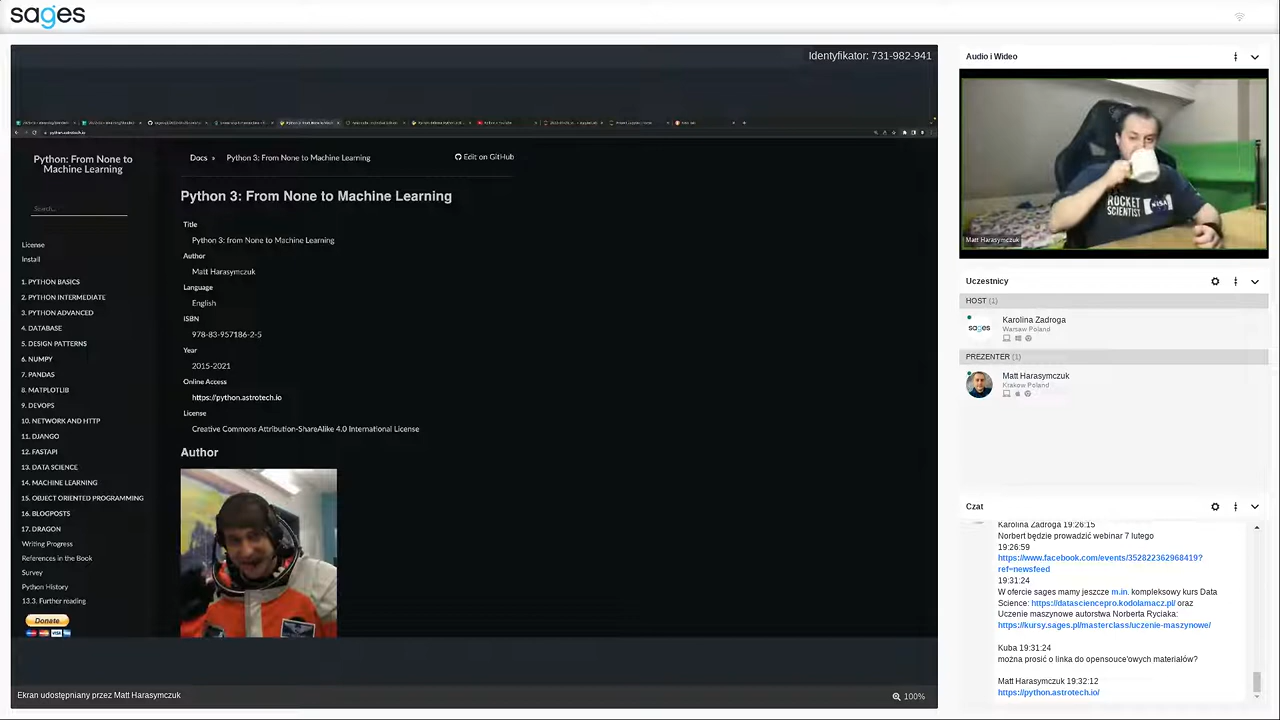 sages
Identyfikator: 731-982-941
python.astrotech.io
Python: From None to
Machine Learning
Search...
License
Install
1. PYTHON BASICS
2. PYTHON INTERMEDIATE
3. PYTHON ADVANCED
4. DATABASE
5. DESIGN PATTERNS
6. NUMPY
7. PANDAS
8. MATPLOTLIB
9. DEVOPS
10. NETWORK AND HTTP
11. DJANGO
12. FASTAPI
13. DATA SCIENCE
14. MACHINE LEARNING
15. OBJECT ORIENTED PROGRAMMING
16. BLOGPOSTS
17. DRAGON
Writing Progress
References in the Book
Survey
Python History
13.3. Further reading
Donate
VISA
Docs » Python 3: From None to Machine Learning
Edit on GitHub
Python 3: From None to Machine Learning
Title
Python 3: from None to Machine Learning
Author
Matt Harasymczuk
Language
English
ISBN
978-83-957186-2-5
Year
2015-2021
Online Access
https://python.astrotech.io
License
Creative Commons Attribution-ShareAlike 4.0 International License
Author
Ekran udostępniany przez Matt Harasymczuk
100%
Audio i Wideo
ROCKET
SCIENTIST
NASA
Matt Harasymczuk
Uczestnicy
HOST (1)
sages
Karolina Zadroga
Warsaw Poland
PREZENTER (1)
Matt Harasymczuk
Krakow Poland
Czat
Karolina Zadroga 19:26:15
Norbert będzie prowadzić webinar 7 lutego
19:26:59
https://www.facebook.com/events/352822362968419?
ref=newsfeed
19:31:24
W ofercie sages mamy jeszcze m.in. kompleksowy kurs Data
Science: https://datasciencepro.kodolamacz.pl/ oraz
Uczenie maszynowe autorstwa Norberta Ryciaka:
https://kursy.sages.pl/masterclass/uczenie-maszynowe/
Kuba 19:31:24
można prosić o linka do opensouce'owych materiałów?
Matt Harasymczuk 19:32:12
https://python.astrotech.io/